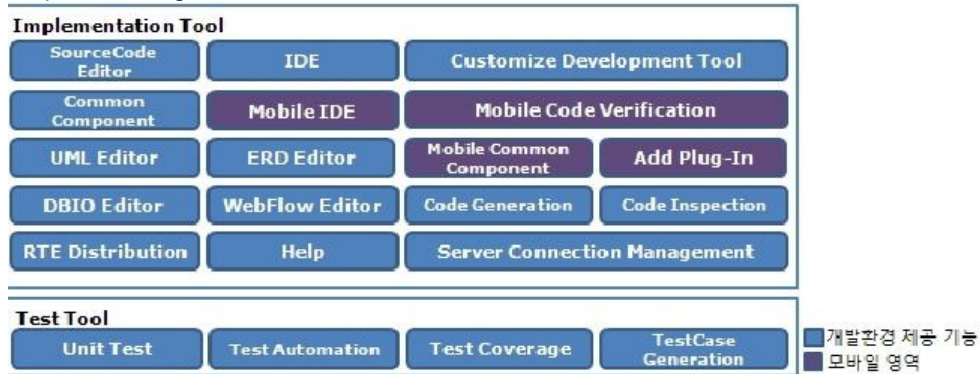 Implementation Tool
SourceCode
Editor
IDE
Customize Development Tool
Common
Component
Mobile IDE
Mobile Code Verification
UML Editor
ERD Editor
Mobile Common
Component
Add Plug-In
DBIO Editor
WebFlow Editor
Code Generation
Code Inspection
RTE Distribution
Help
Server Connection Management
Test Tool
Unit Test
Test Automation
Test Coverage
TestCase
Generation
개발환경 제공 기능
모바일 영역